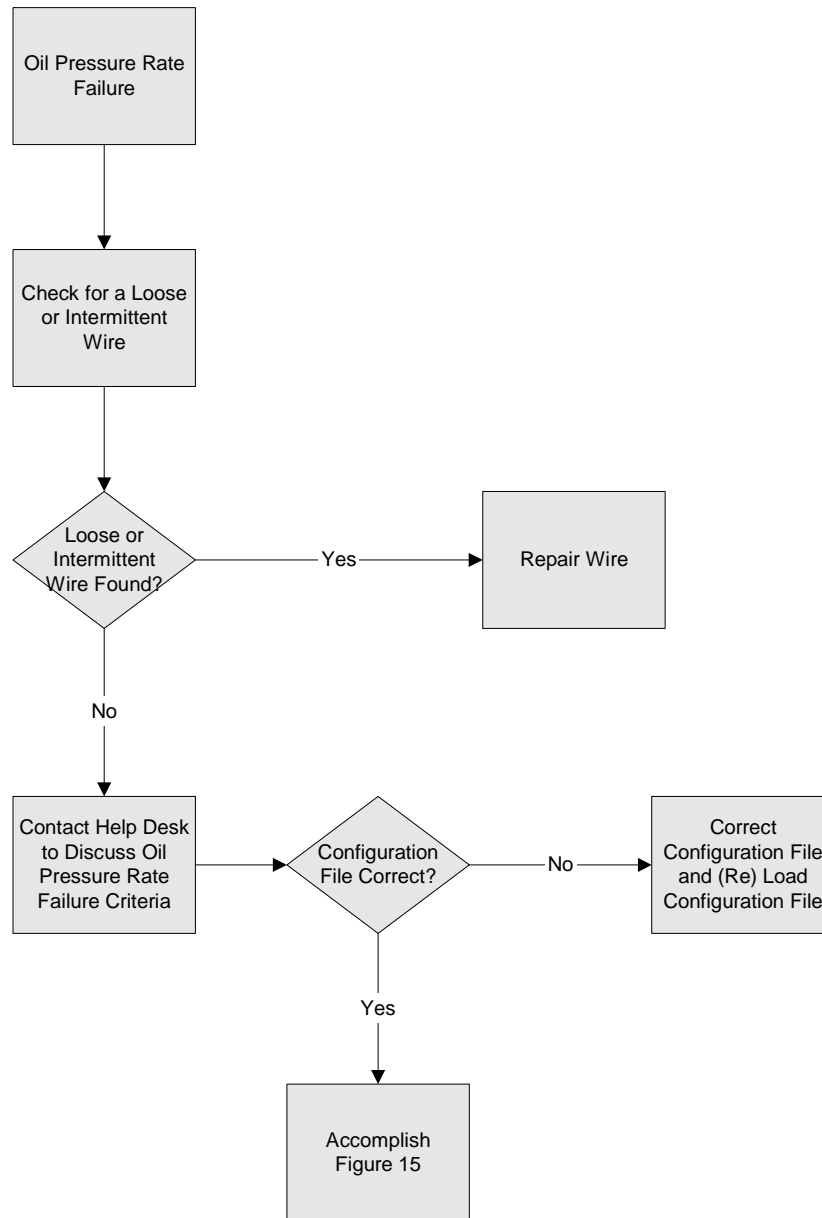 Oil Pressure Rate
Failure
Check for a Loose
or Intermittent
Wire
Loose or
Intermittent
Wire Found?
Yes
Repair Wire
No
Contact Help Desk
to Discuss Oil
Pressure Rate
Failure Criteria
Configuration
File Correct?
No
Correct
Configuration File
and (Re) Load
Configuration File
Yes
Accomplish
Figure 15